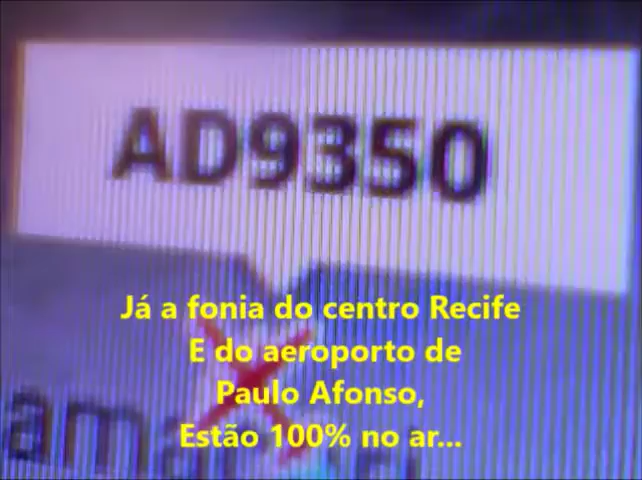 AD9350
Já a fonia do centro Recife
E do aeroporto de
Paulo Afonso,
Estão 100% no ar...